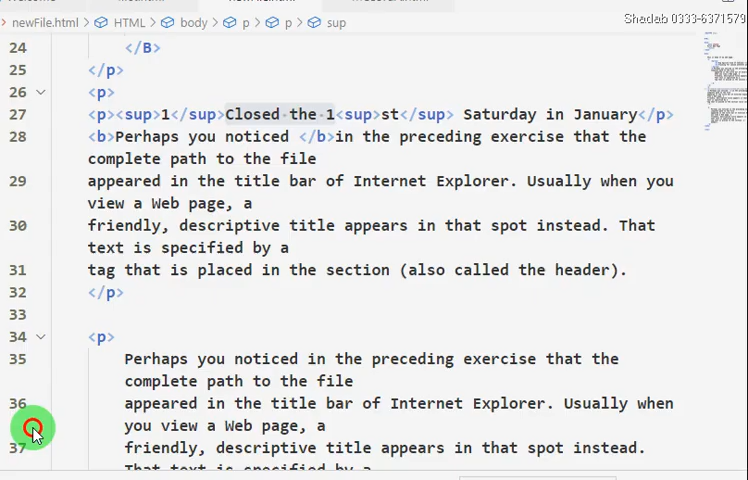 newFile.html > HTML > body > p > p > sup
Shadab 0333-6371579
24 </B>
25 </p>
26 <p>
27 <p><sup>1</sup>Closed the 1<sup>st</sup> Saturday in January</p>
28 <b>Perhaps you noticed </b>in the preceding exercise that the
complete path to the file
29 appeared in the title bar of Internet Explorer. Usually when you
view a Web page, a
30 friendly, descriptive title appears in that spot instead. That
text is specified by a
31 tag that is placed in the section (also called the header).
32 </p>
33
34 <p>
35 Perhaps you noticed in the preceding exercise that the
complete path to the file
36 appeared in the title bar of Internet Explorer. Usually when
you view a Web page, a
37 friendly, descriptive title appears in that spot instead.
That text is specified by a